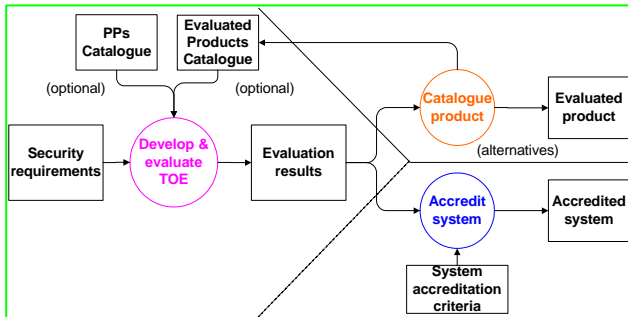 PPs
Catalogue
Evaluated
Products
Catalogue
(optional)
(optional)
Security
requirements
Develop &
evaluate
TOE
Evaluation
results
Catalogue
product
Evaluated
product
(alternatives)
Accredit
system
Accredited
system
System
accreditation
criteria